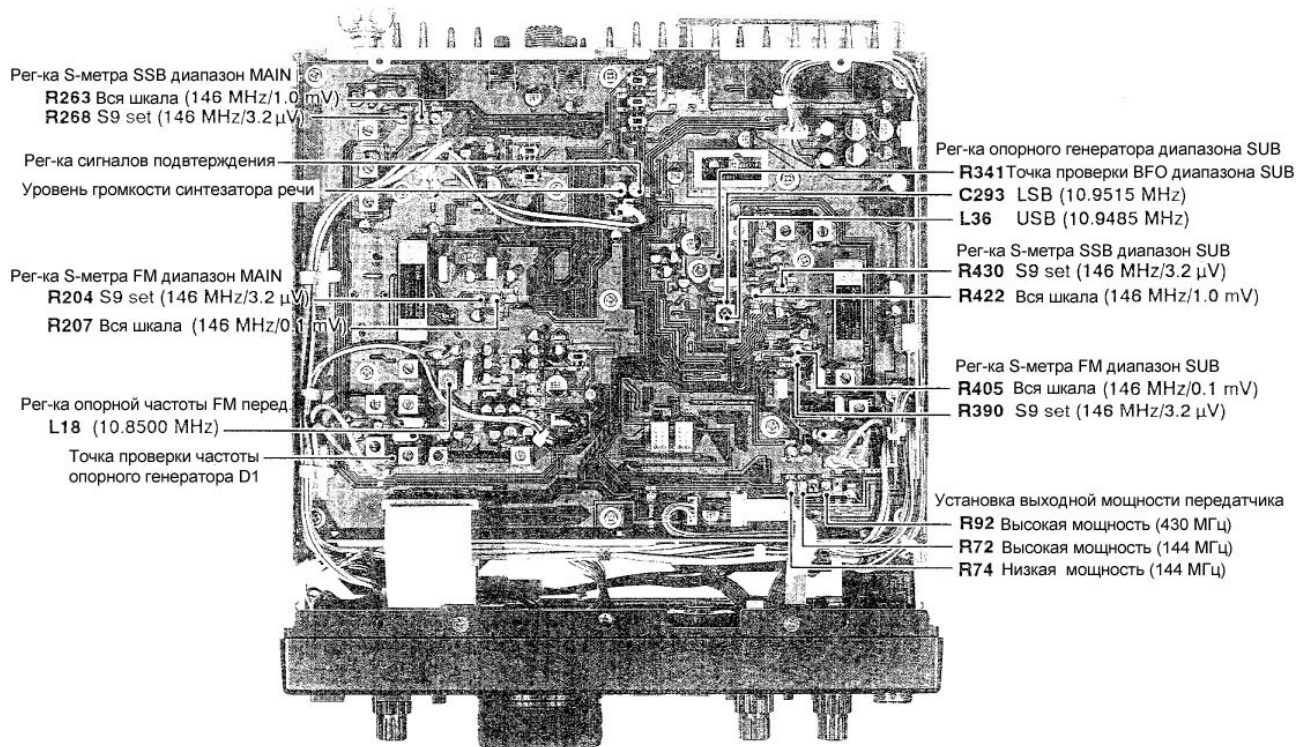 Рег-ка S-метра SSB диапазон MAIN
R263 Вся шкала (146 MHz/1.0 mV)
R268 S9 set (146 MHz/3.2 µV)
Рег-ка сигналов подвтерждения
Уровень громкости синтезатора речи
Рег-ка S-метра FM диапазон MAIN
R204 S9 set (146 MHz/3.2 µV)
R207 Вся шкала (146 MHz/0.1 mV)
Рег-ка опорной частоты FM перед.
L18 (10.8500 MHz)
Точка проверки частоты
опорного генератора D1
Рег-ка опорного генератора диапазона SUB
R341 Точка проверки BFO диапазона SUB
C293 LSB (10.9515 MHz)
L36 USB (10.9485 MHz)
Рег-ка S-метра SSB диапазон SUB
R430 S9 set (146 MHz/3.2 µV)
R422 Вся шкала (146 MHz/1.0 mV)
Рег-ка S-метра FM диапазон SUB
R405 Вся шкала (146 MHz/0.1 mV)
R390 S9 set (146 MHz/3.2 µV)
Установка выходной мощности передатчика
R92 Высокая мощность (430 МГц)
R72 Высокая мощность (144 МГц)
R74 Низкая мощность (144 МГц)